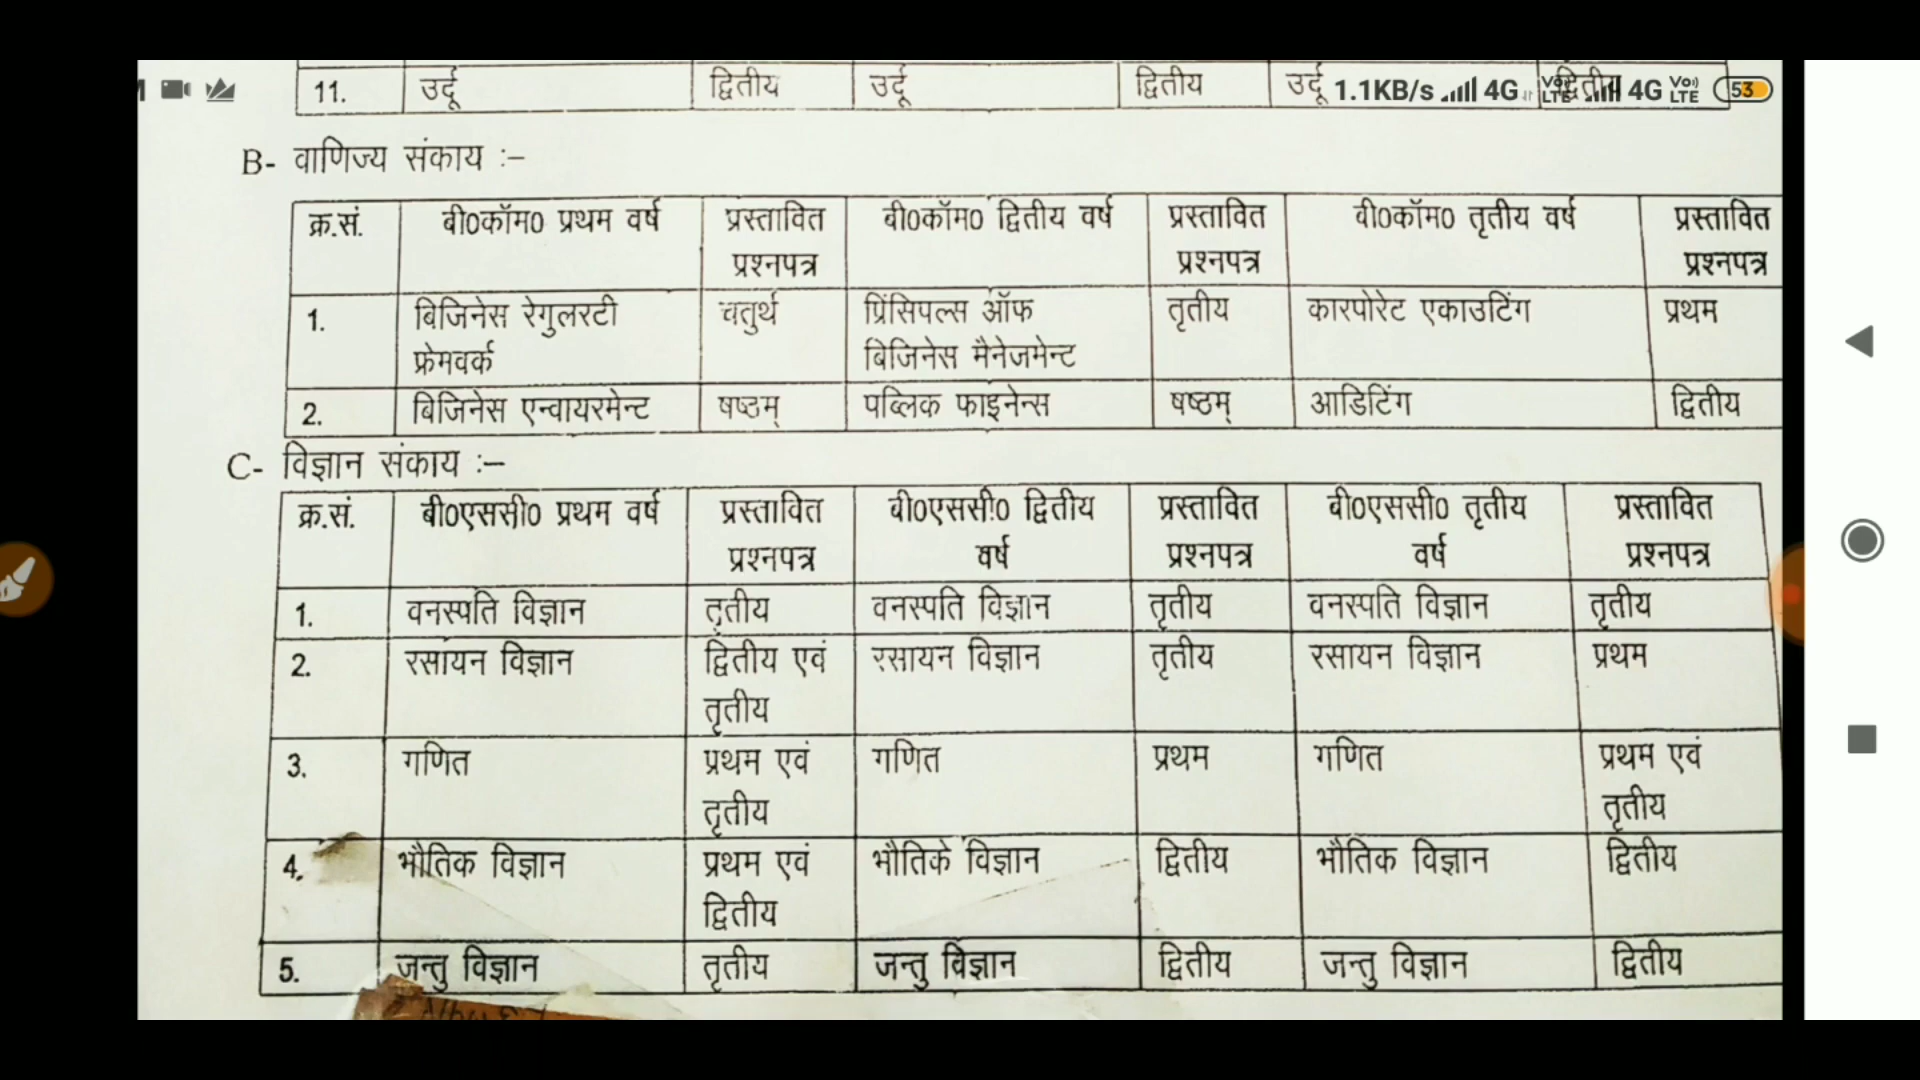 11. उर्दू द्वितीय उर्दू द्वितीय उर्दू द्वितीय
1.1KB/s 4G Vo) LTE 4G Vo) LTE 53
B- वाणिज्य संकाय :–
क्र.सं. बी0कॉम0 प्रथम वर्ष प्रस्तावित बी0कॉम0 द्वितीय वर्ष प्रस्तावित बी0कॉम0 तृतीय वर्ष प्रस्तावित
प्रश्नपत्र प्रश्नपत्र प्रश्नपत्र
1. बिजिनेस रेगुलरटी चतुर्थ प्रिंसिपल्स ऑफ तृतीय कारपोरेट एकाउटिंग प्रथम
फ्रेमवर्क बिजिनेस मैनेजमेन्ट
2. बिजिनेस एन्वायरमेन्ट षष्ठम् पब्लिक फाइनेन्स षष्ठम् आडिटिंग द्वितीय
C- विज्ञान संकाय :–
क्र.सं. बी0एससी0 प्रथम वर्ष प्रस्तावित बी0एससी0 द्वितीय प्रस्तावित बी0एससी0 तृतीय प्रस्तावित
प्रश्नपत्र वर्ष प्रश्नपत्र वर्ष प्रश्नपत्र
1. वनस्पति विज्ञान तृतीय वनस्पति विज्ञान तृतीय वनस्पति विज्ञान तृतीय
2. रसायन विज्ञान द्वितीय एवं रसायन विज्ञान तृतीय रसायन विज्ञान प्रथम
तृतीय
3. गणित प्रथम एवं गणित प्रथम गणित प्रथम एवं
तृतीय तृतीय
4. भौतिक विज्ञान प्रथम एवं भौतिक विज्ञान द्वितीय भौतिक विज्ञान द्वितीय
द्वितीय
5. जन्तु विज्ञान तृतीय जन्तु विज्ञान द्वितीय जन्तु विज्ञान द्वितीय